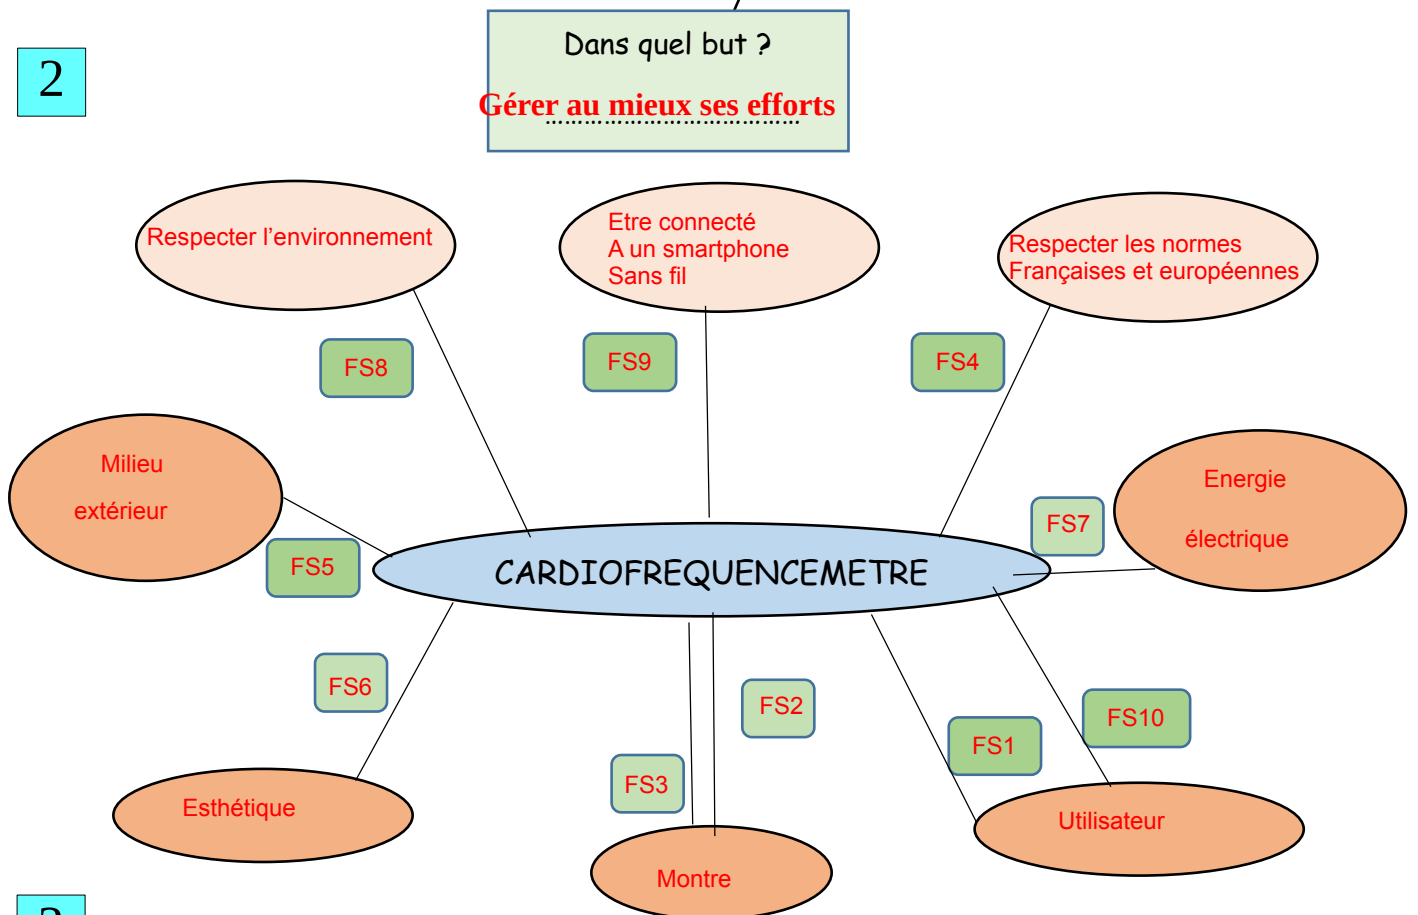 Dans quel but ?
2
Gérer au mieux ses efforts
........................................
Respecter l'environnement
Etre connecté
A un smartphone
Sans fil
Respecter les normes
Françaises et européennes
FS8
FS9
FS4
Milieu
extérieur
Energie
électrique
FS7
FS5
CARDIOFREQUENCEMETRE
FS6
FS2
FS10
FS1
FS3
Esthétique
Utilisateur
Montre